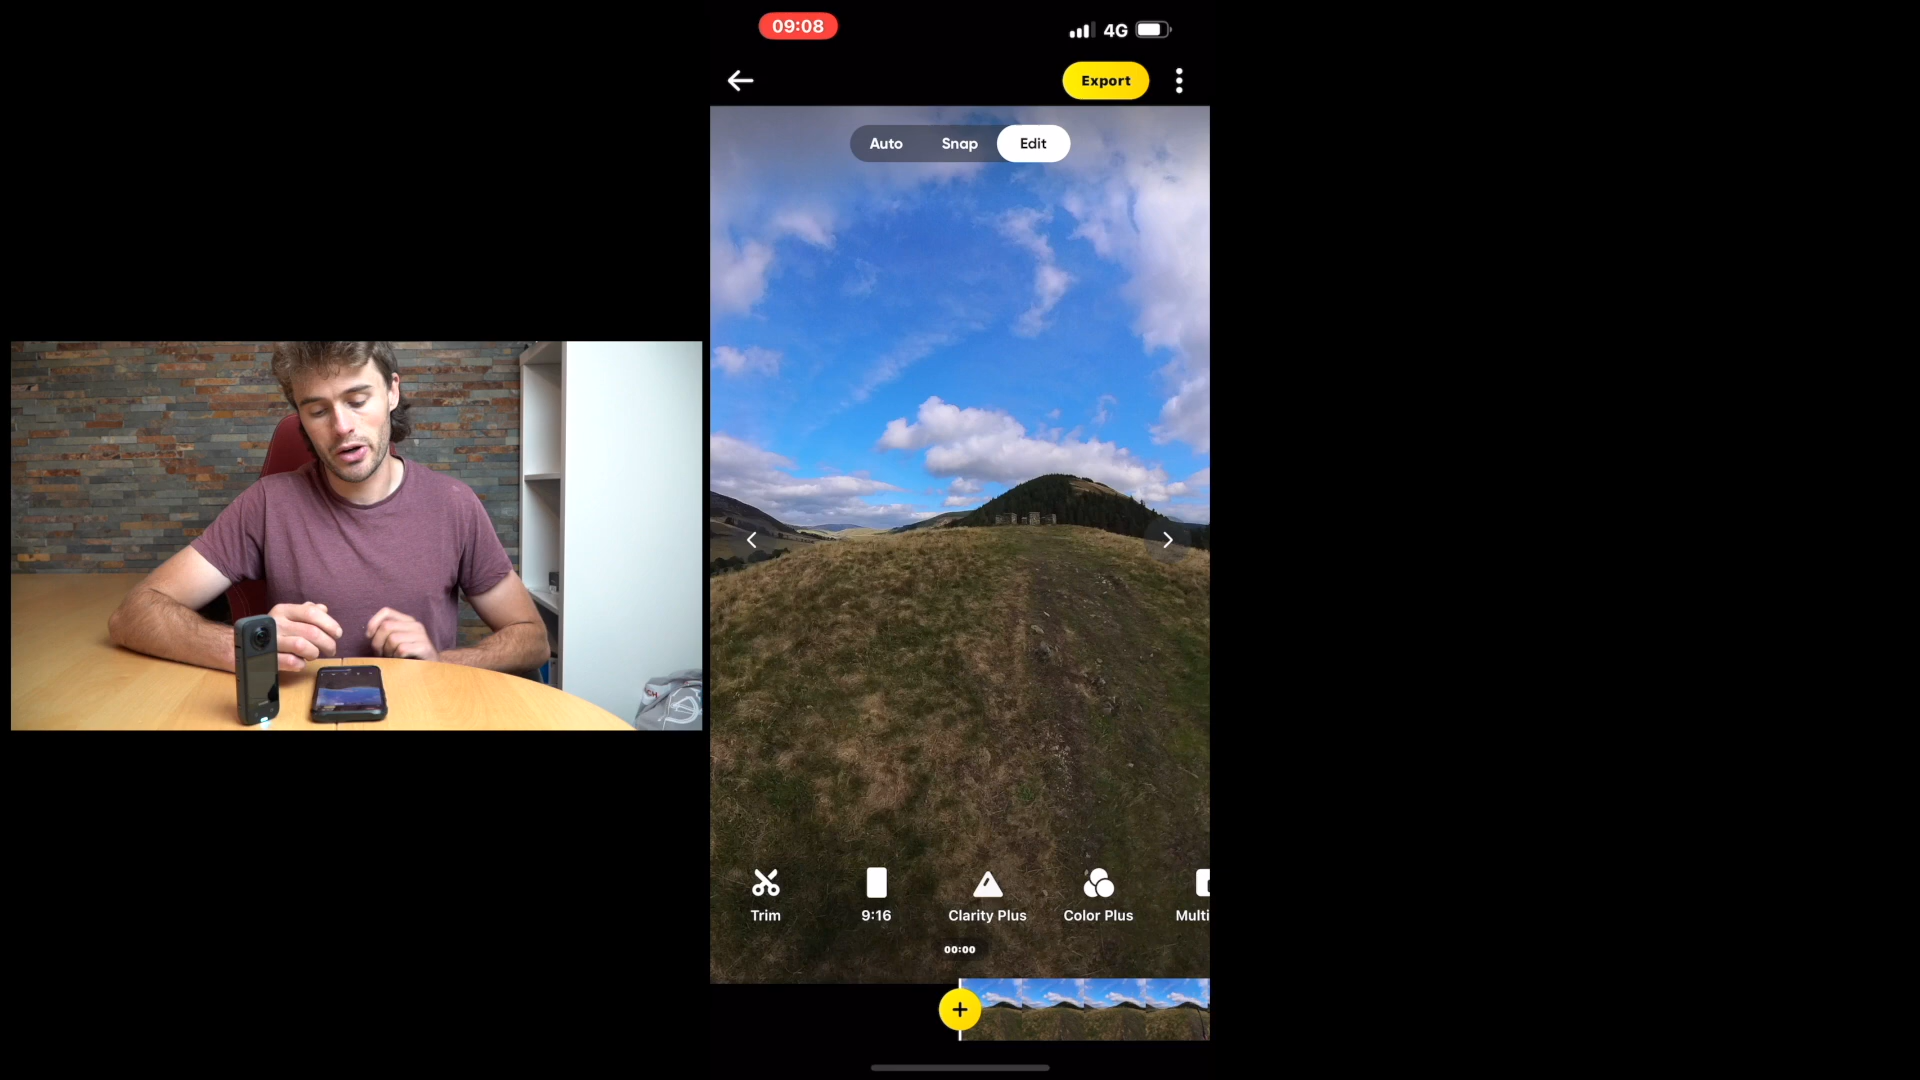 09:08
4G
Export
Auto
Snap
Edit
Trim
9:16
Clarity Plus
Color Plus
Multi
00:00